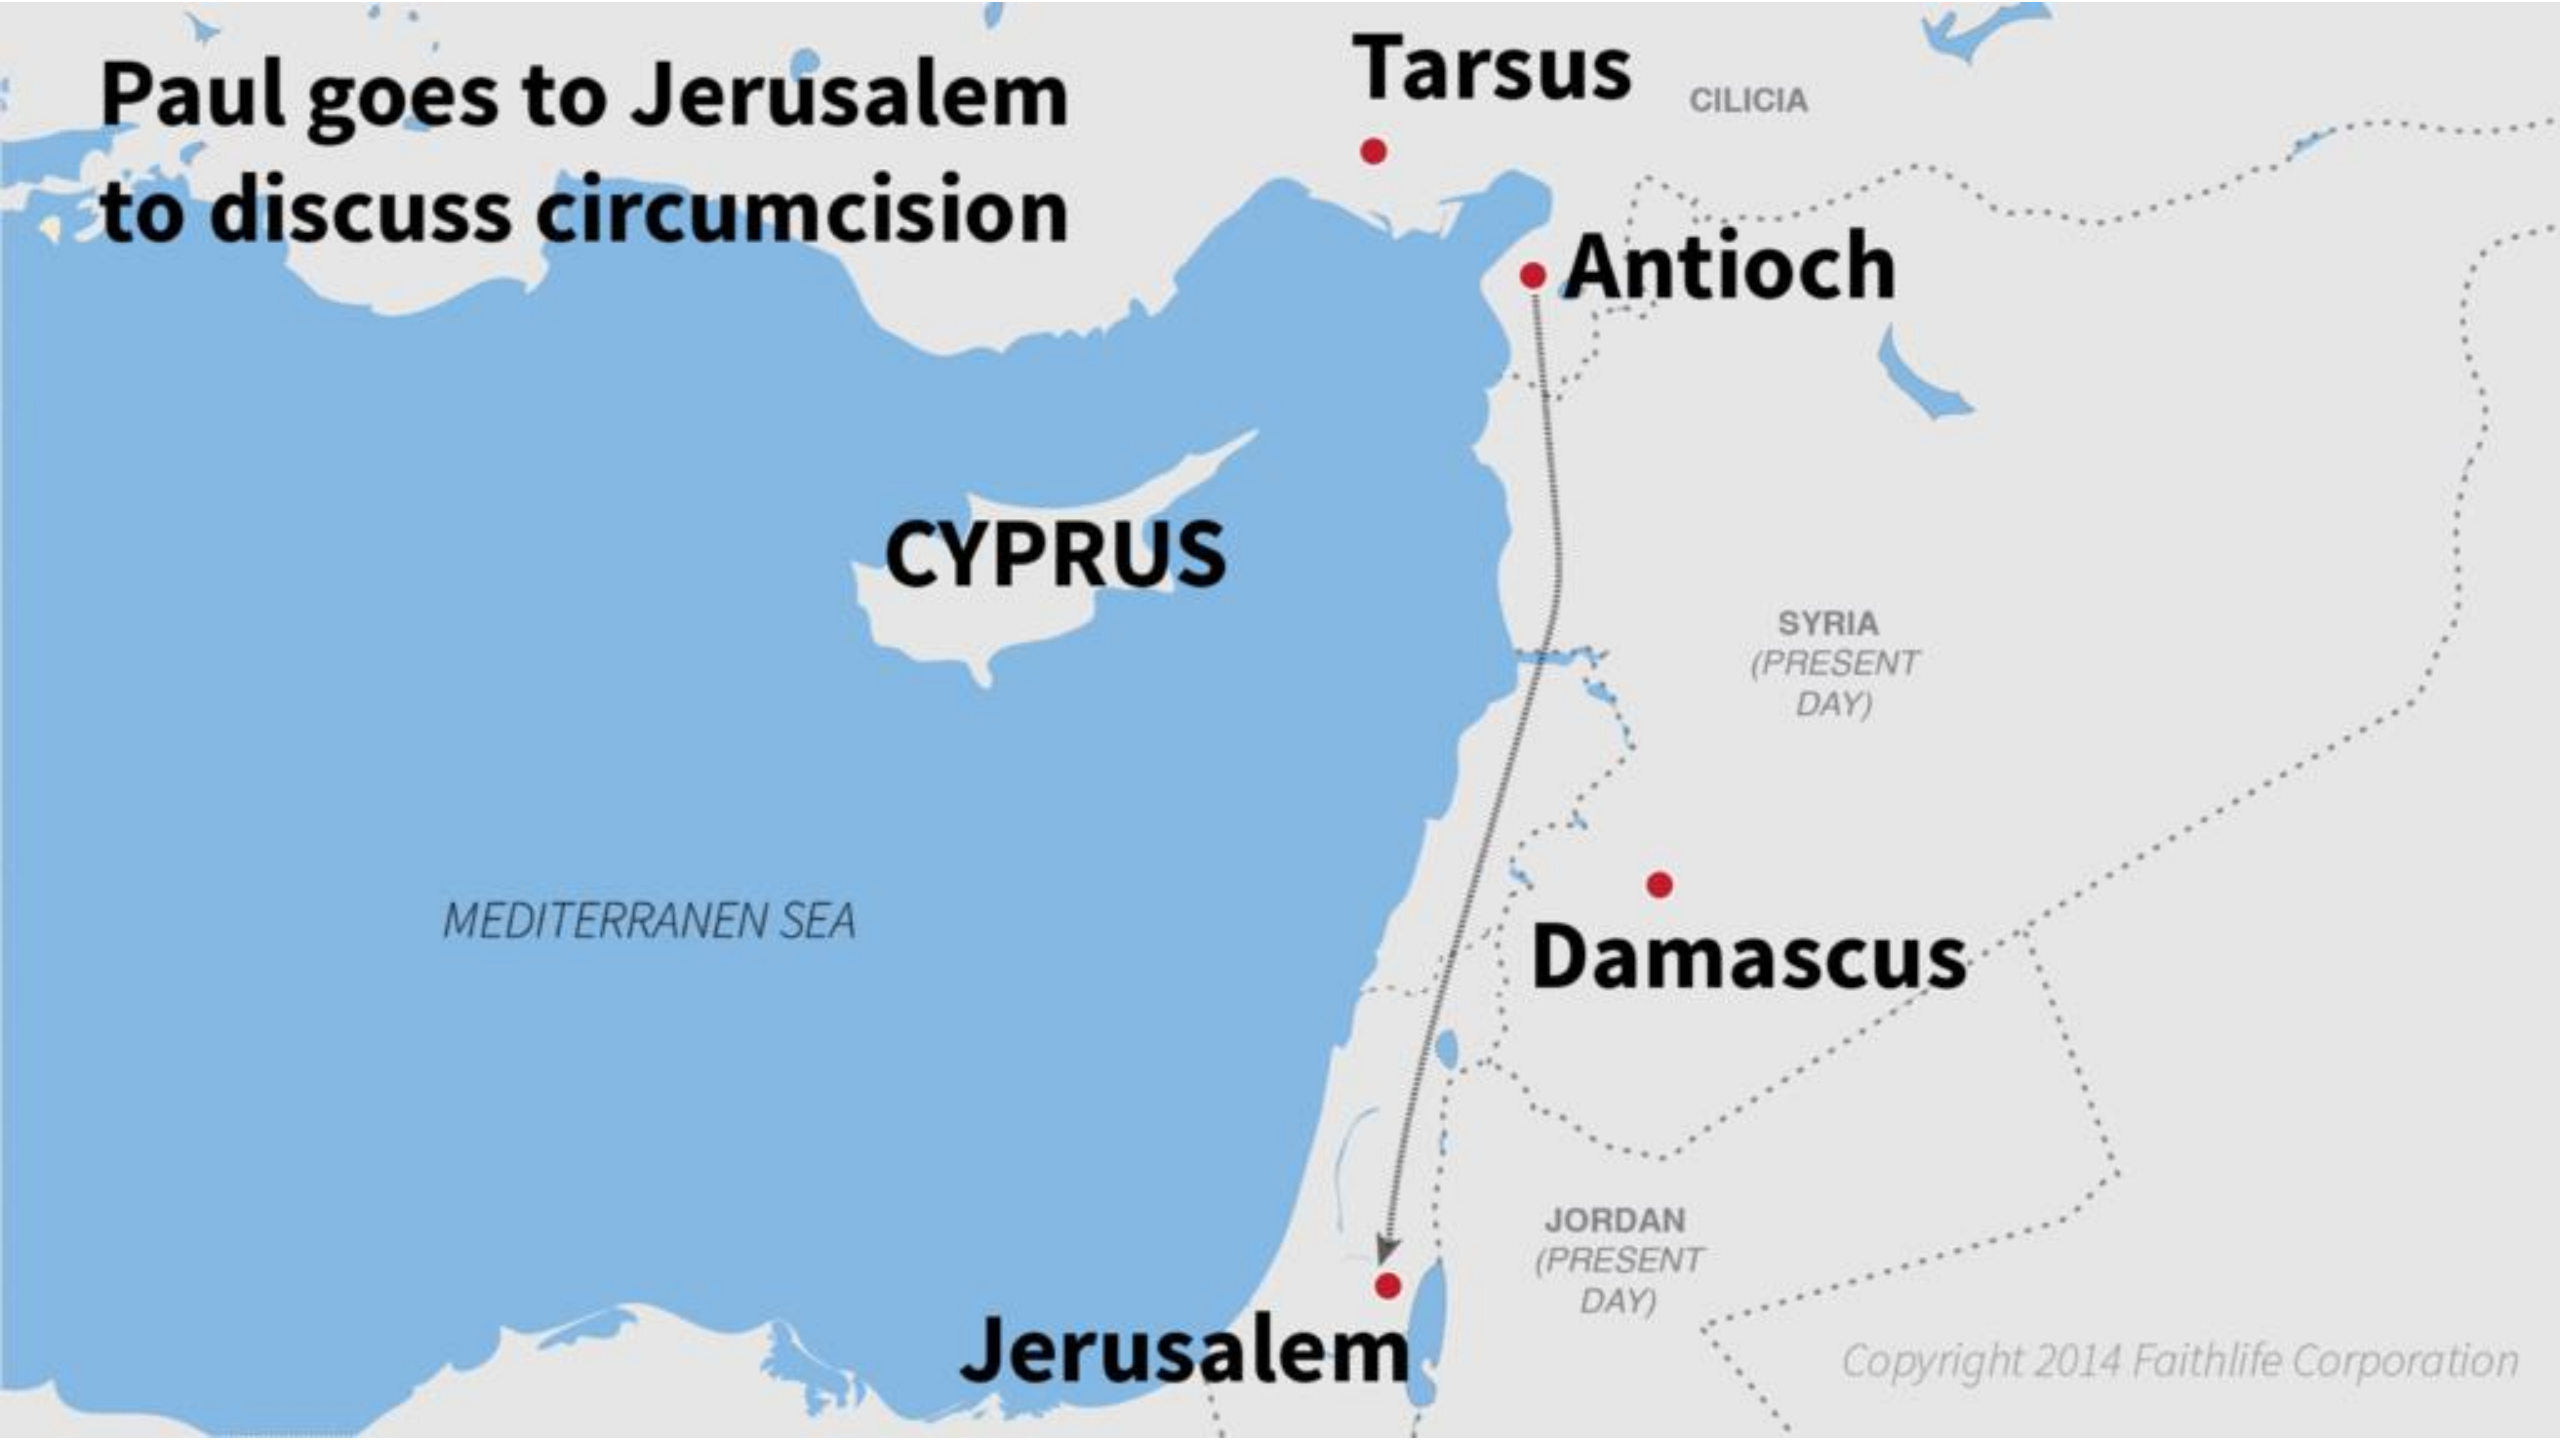 Paul goes to Jerusalem
to discuss circumcision
Tarsus
CILICIA
Antioch
CYPRUS
SYRIA
(PRESENT
DAY)
MEDITERRANEN SEA
Damascus
JORDAN
(PRESENT
DAY)
Jerusalem
Copyright 2014 Faithlife Corporation